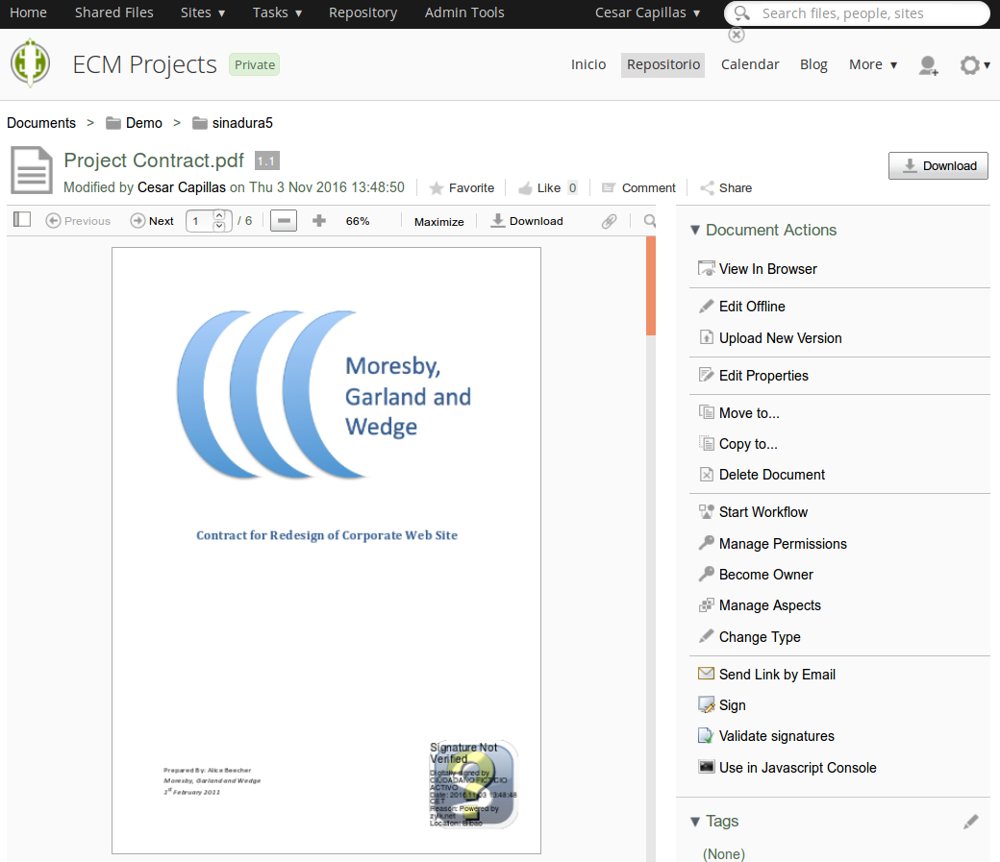 Home Shared Files Sites ▾ Tasks ▾ Repository Admin Tools Cesar Capillas ▾ Search files, people, sites
ECM Projects Private Inicio Repositorio Calendar Blog More ▾
Documents > Demo > sinadura5
Project Contract.pdf 1.1
Modified by Cesar Capillas on Thu 3 Nov 2016 13:48:50 Favorite Like 0 Comment Share
Download
Previous Next 1 / 6 66% Maximize Download
Moresby,
Garland and
Wedge
Contract for Redesign of Corporate Web Site
Prepared By: Alice Beecher
Moresby, Garland and Wedge
1st February 2011
Signature Not
Verified
Digitally signed by
CIUDADANO FICTICIO
ACTIVO
Date: 2016.11.03 13:48:48
CET
Reason: Powered by
zylk.net
Location: Bilbao
▼ Document Actions
View In Browser
Edit Offline
Upload New Version
Edit Properties
Move to...
Copy to...
Delete Document
Start Workflow
Manage Permissions
Become Owner
Manage Aspects
Change Type
Send Link by Email
Sign
Validate signatures
Use in Javascript Console
▼ Tags
(None)